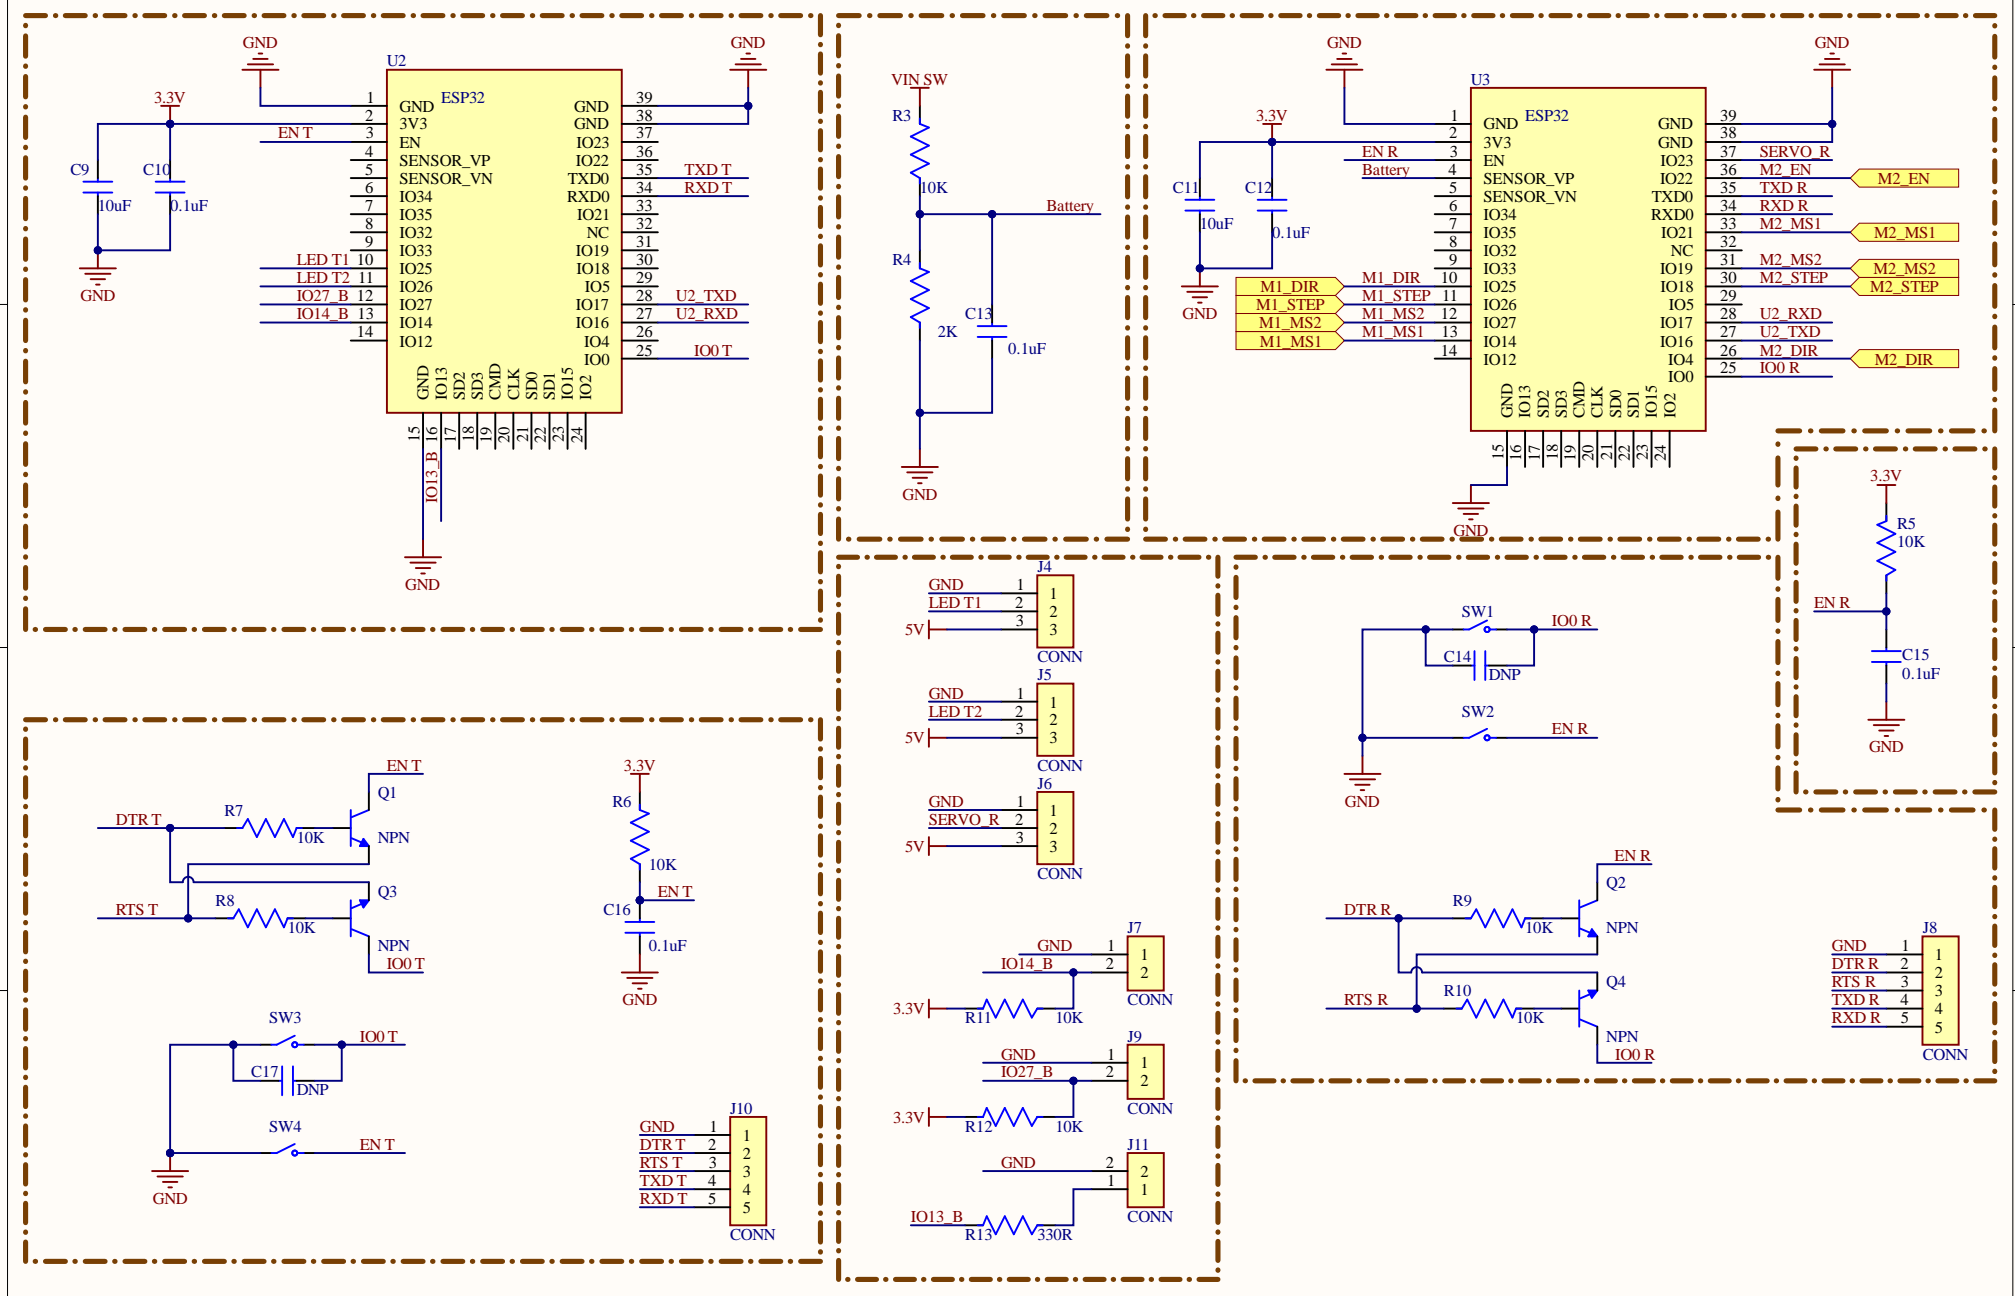 GND
GND
U2
ESP32
3.3V
EN T
C9
10uF
C10
0.1uF
GND
LED T1
LED T2
IO27_B
IO14_B
1 GND
2 3V3
3 EN
4 SENSOR_VP
5 SENSOR_VN
6 IO34
7 IO35
8 IO32
9 IO33
10 IO25
11 IO26
12 IO27
13 IO14
14 IO12
GND 39
GND 38
IO23 37
IO22 36
TXD0 35 TXD T
RXD0 34 RXD T
IO21 33
NC 32
IO19 31
IO18 30
IO5 29
IO17 28 U2_TXD
IO16 27 U2_RXD
IO4 26
IO0 25 IO0 T
GND IO13 SD2 SD3 CMD CLK SD0 SD1 IO15 IO2
15 16 17 18 19 20 21 22 23 24
IO13_B
GND
VIN SW
R3
10K
Battery
R4
2K
C13
0.1uF
GND
GND
GND
U3
ESP32
3.3V
EN R
Battery
C11
10uF
C12
0.1uF
GND
M1_DIR M1_DIR
M1_STEP M1_STEP
M1_MS2 M1_MS2
M1_MS1 M1_MS1
1 GND
2 3V3
3 EN
4 SENSOR_VP
5 SENSOR_VN
6 IO34
7 IO35
8 IO32
9 IO33
10 IO25
11 IO26
12 IO27
13 IO14
14 IO12
GND 39
GND 38
IO23 37 SERVO_R
IO22 36 M2_EN M2_EN
TXD0 35 TXD R
RXD0 34 RXD R
IO21 33 M2_MS1 M2_MS1
NC 32
IO19 31 M2_MS2 M2_MS2
IO18 30 M2_STEP M2_STEP
IO5 29
IO17 28 U2_RXD
IO16 27 U2_TXD
IO4 26 M2_DIR M2_DIR
IO0 25 IO0 R
GND IO13 SD2 SD3 CMD CLK SD0 SD1 IO15 IO2
15 16 17 18 19 20 21 22 23 24
GND
3.3V
R5
10K
EN R
C15
0.1uF
GND
J4
GND 1 1
LED T1 2 2
5V 3 3
CONN
J5
GND 1 1
LED T2 2 2
5V 3 3
CONN
J6
GND 1 1
SERVO_R 2 2
5V 3 3
CONN
J7
GND 1 1
IO14_B 2 2
CONN
3.3V
R11 10K
J9
GND 1 1
IO27_B 2 2
CONN
3.3V
R12 10K
J11
GND 2 2
1 1
CONN
IO13_B
R13 330R
SW1
IO0 R
C14
DNP
SW2
EN R
GND
EN R
Q2
R9
DTR R
10K
NPN
Q4
R10
RTS R
10K
NPN
IO0 R
J8
GND 1 1
DTR R 2 2
RTS R 3 3
TXD R 4 4
RXD R 5 5
CONN
EN T
Q1
R7
DTR T
10K
NPN
Q3
R8
RTS T
10K
NPN
IO0 T
3.3V
R6
10K
EN T
C16
0.1uF
GND
SW3
IO0 T
C17
DNP
SW4
EN T
GND
J10
GND 1 1
DTR T 2 2
RTS T 3 3
TXD T 4 4
RXD T 5 5
CONN